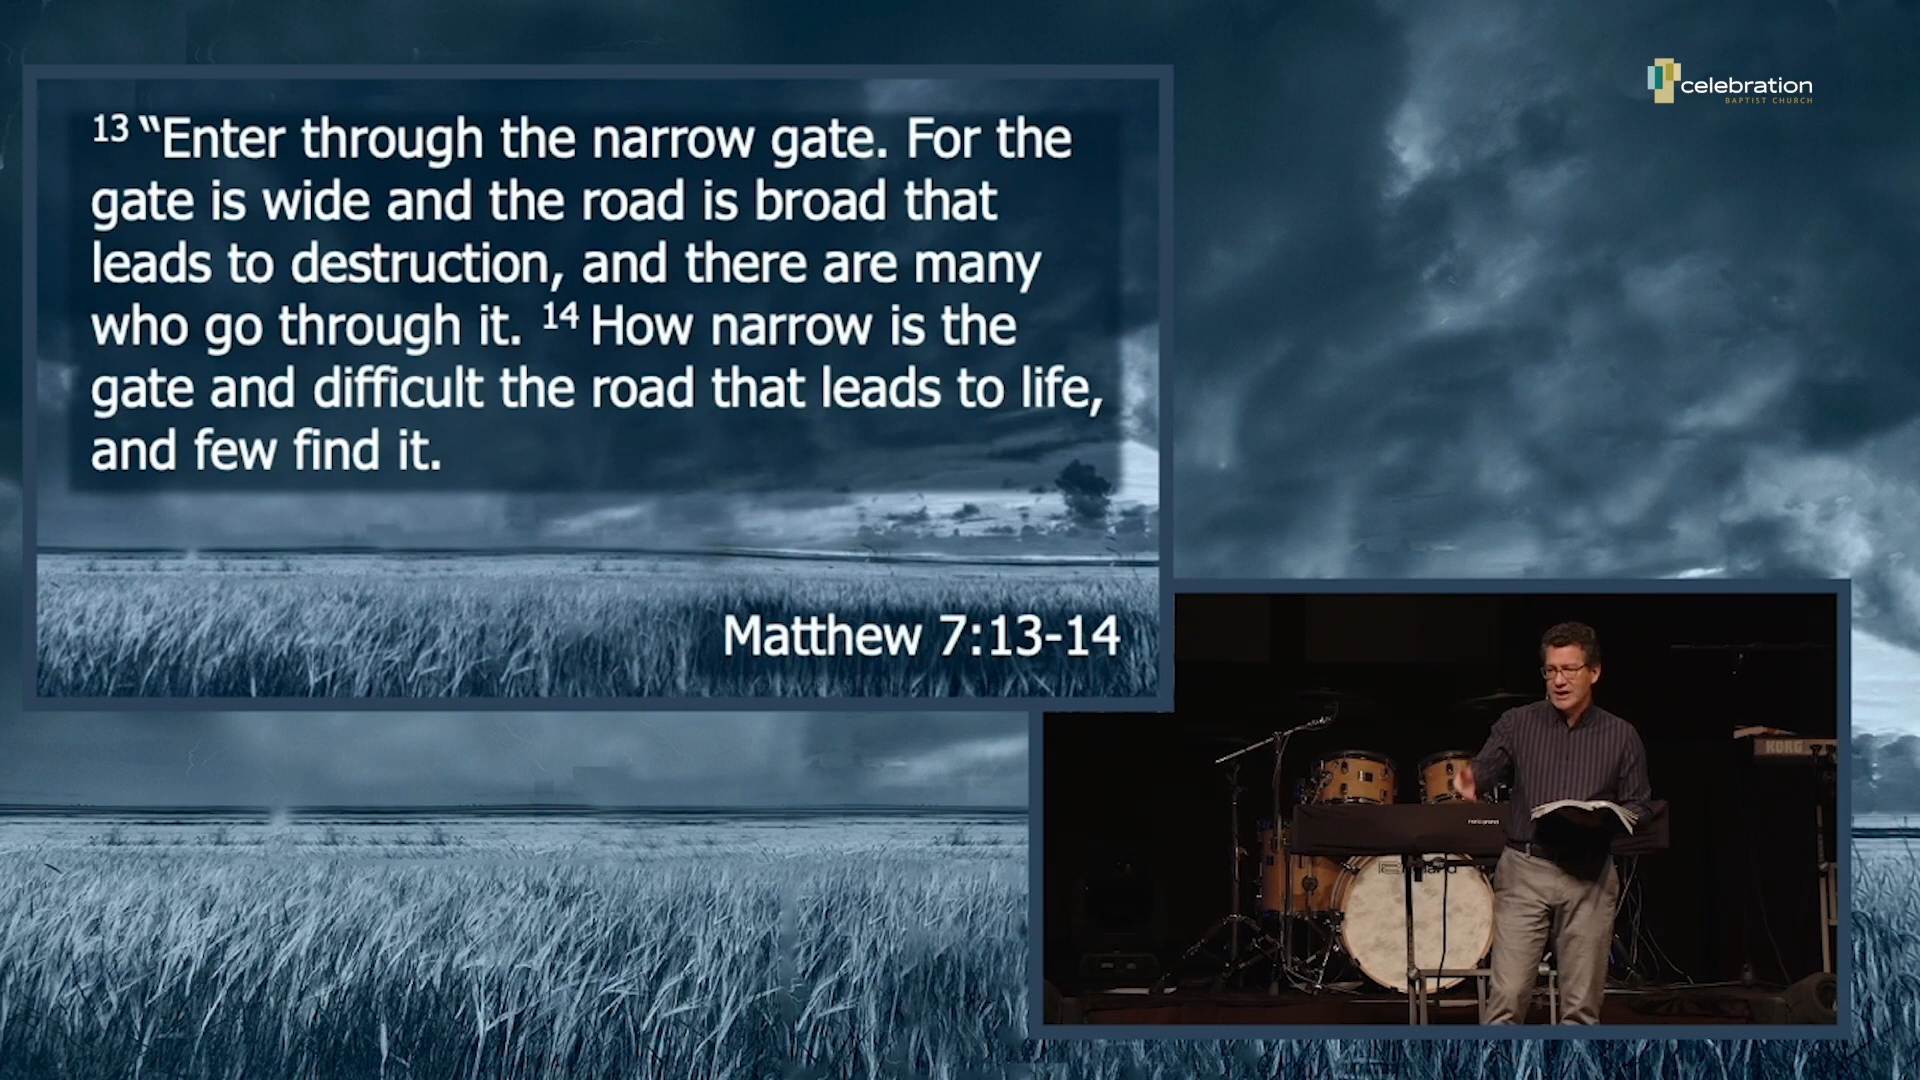 celebration
BAPTIST CHURCH
13 “Enter through the narrow gate. For the
gate is wide and the road is broad that
leads to destruction, and there are many
who go through it. 14 How narrow is the
gate and difficult the road that leads to life,
and few find it.
Matthew 7:13-14
KORG